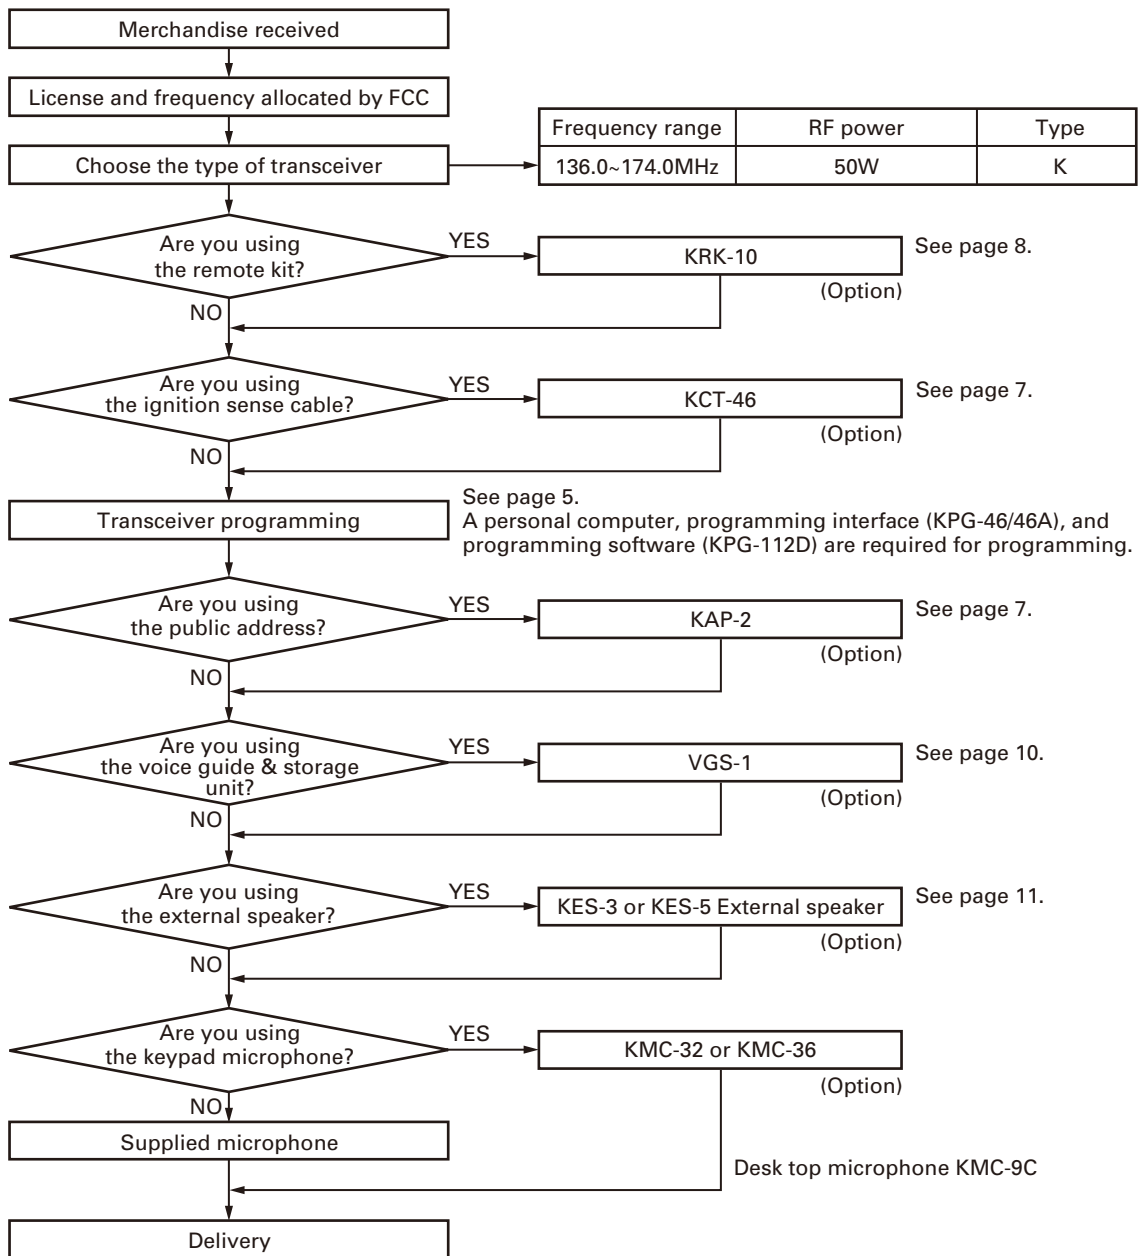 Merchandise received
License and frequency allocated by FCC
Choose the type of transceiver
Frequency range RF power Type
136.0~174.0MHz 50W K
Are you using
the remote kit?
YES
KRK-10
See page 8.
(Option)
NO
Are you using
the ignition sense cable?
YES
KCT-46
See page 7.
(Option)
NO
Transceiver programming
See page 5.
A personal computer, programming interface (KPG-46/46A), and
programming software (KPG-112D) are required for programming.
Are you using
the public address?
YES
KAP-2
See page 7.
(Option)
NO
Are you using
the voice guide & storage
unit?
YES
VGS-1
See page 10.
(Option)
NO
Are you using
the external speaker?
YES
KES-3 or KES-5 External speaker
See page 11.
(Option)
NO
Are you using
the keypad microphone?
YES
KMC-32 or KMC-36
(Option)
NO
Supplied microphone
Desk top microphone KMC-9C
Delivery